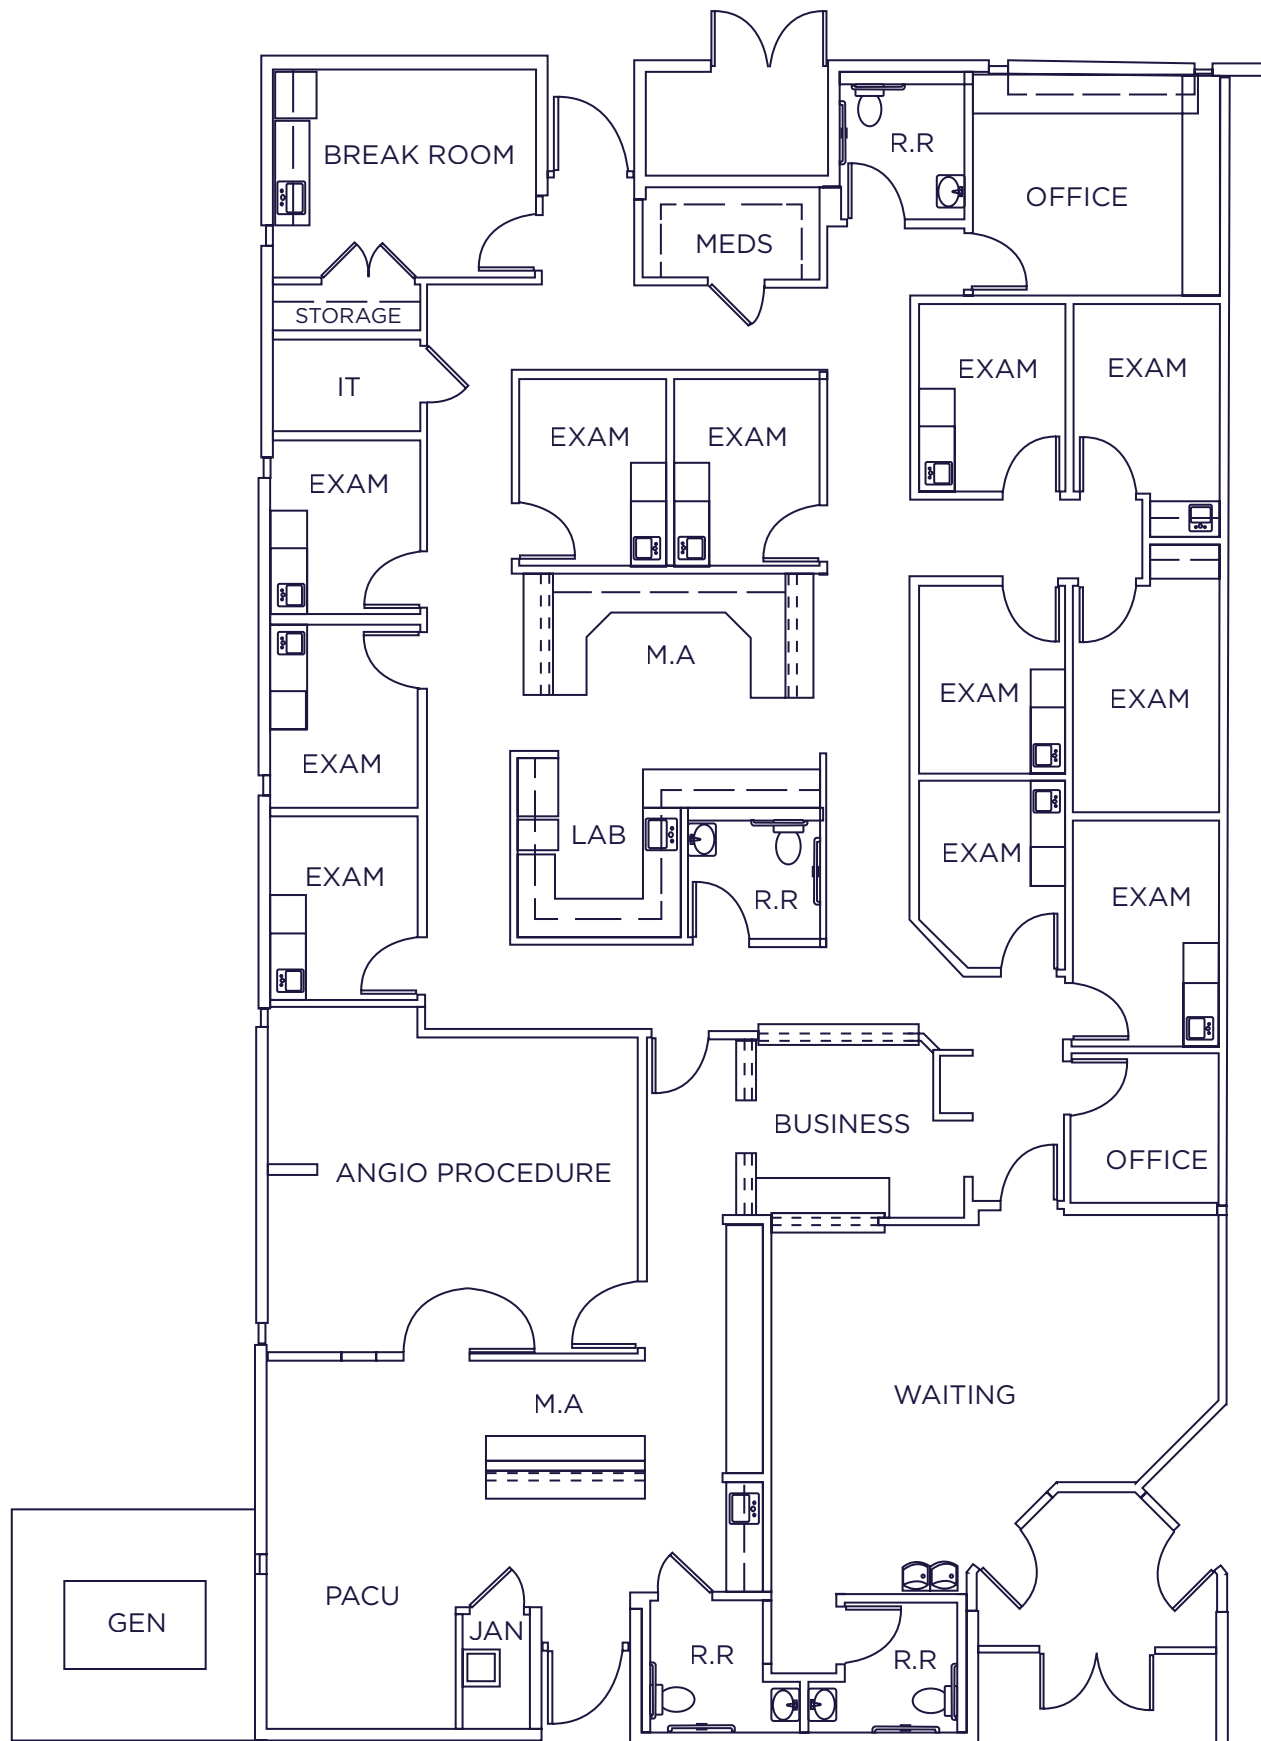 BREAK ROOM
R.R
OFFICE
MEDS
STORAGE
IT
EXAM
EXAM
EXAM
EXAM
EXAM
M.A
EXAM
EXAM
EXAM
LAB
EXAM
EXAM
R.R
EXAM
BUSINESS
OFFICE
ANGIO PROCEDURE
WAITING
M.A
PACU
GEN
JAN
R.R
R.R